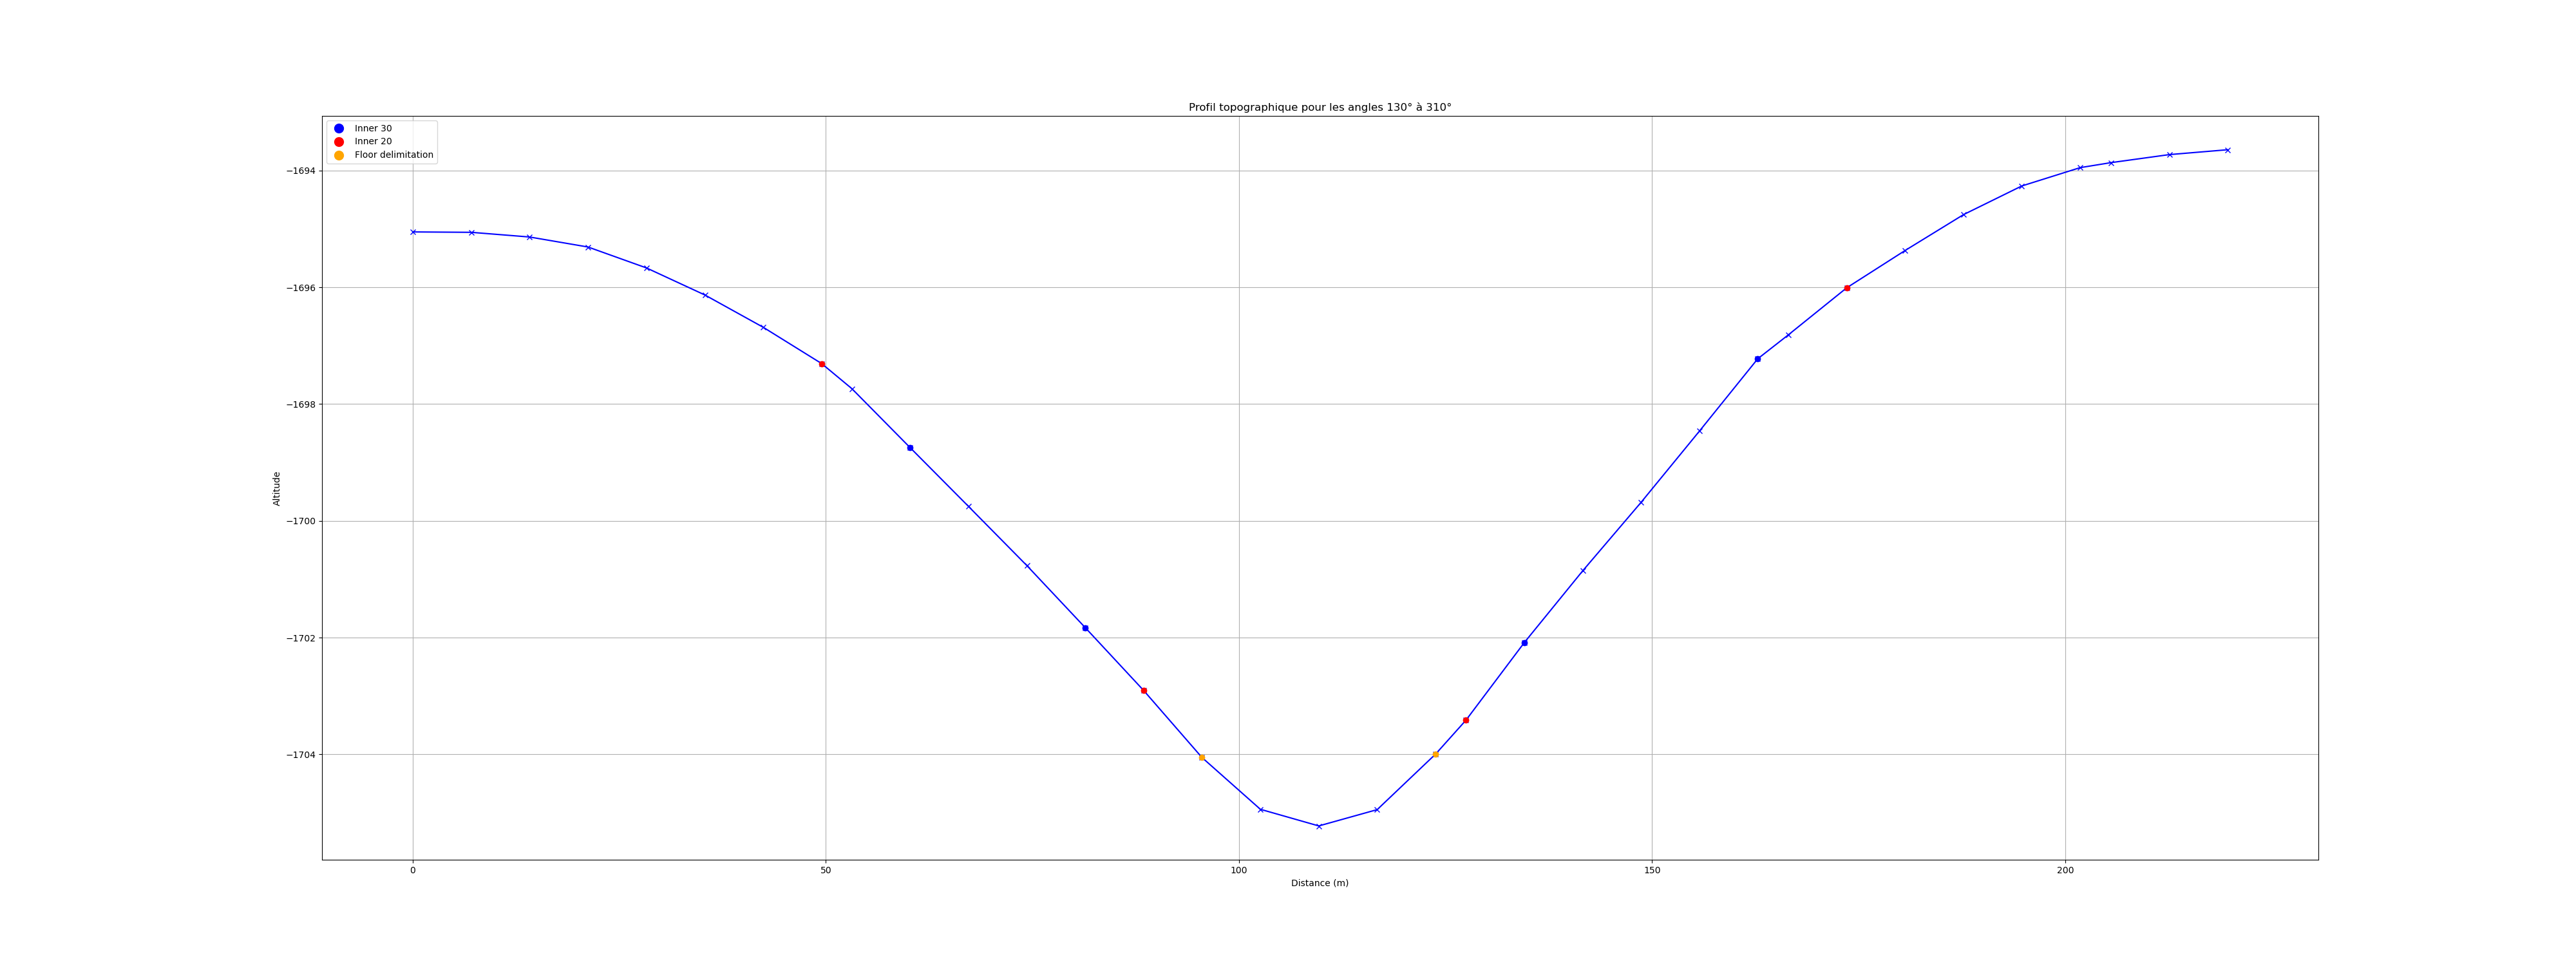 Profil topographique pour les angles 130° à 310°
Inner 30
Inner 20
Floor delimitation
−1694
−1696
−1698
−1700
−1702
−1704
Altitude
0 50 100 150 200
Distance (m)